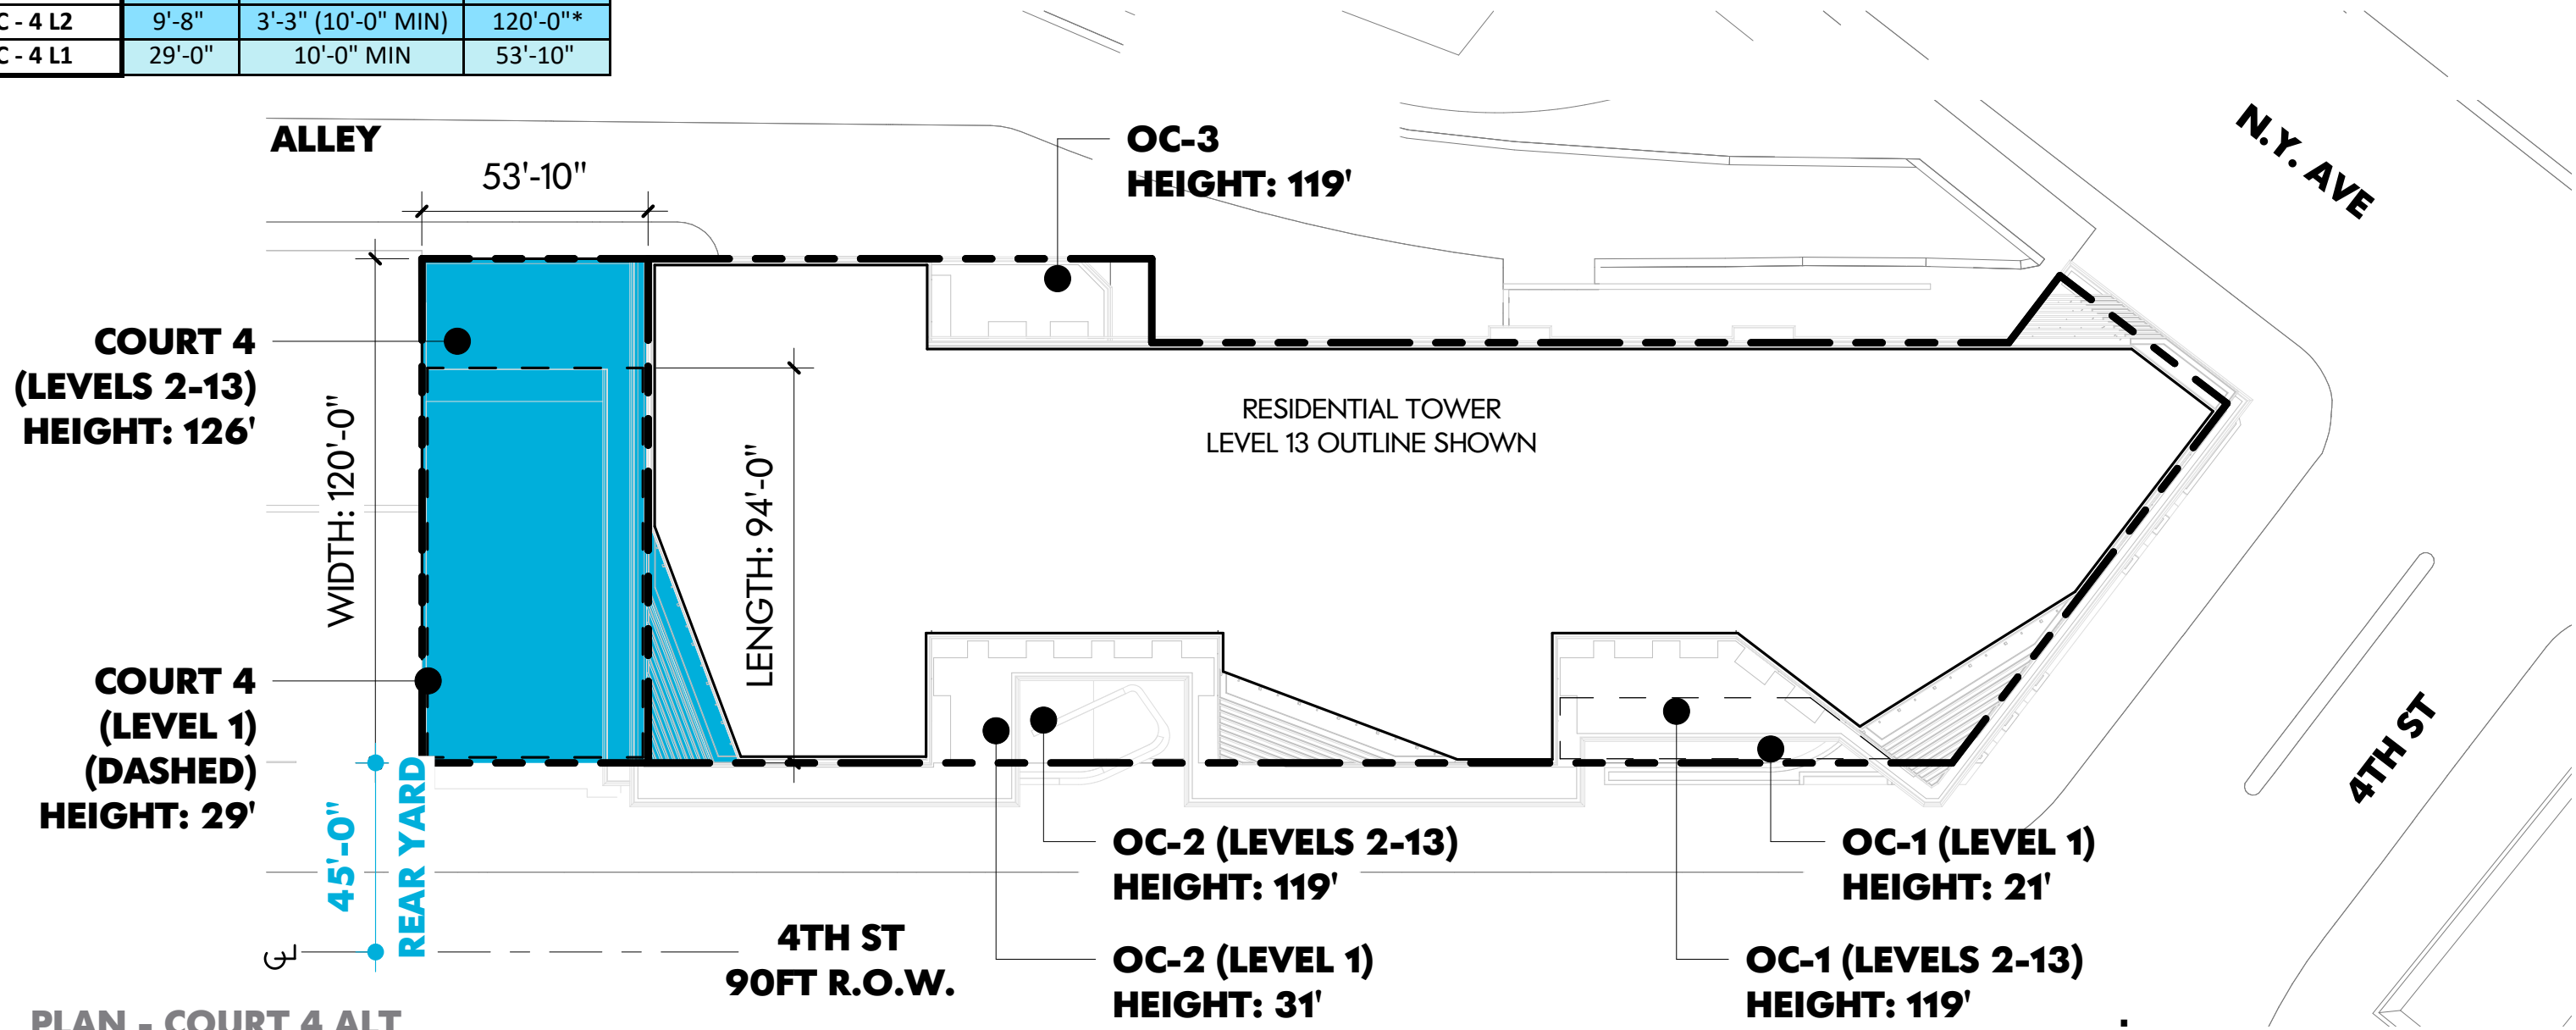 C - 4 L2 9'-8" 3'-3" (10'-0" MIN) 120'-0"*
C - 4 L1 29'-0" 10'-0" MIN 53'-10"
ALLEY
53'-10"
OC-3
HEIGHT: 119'
N.Y. AVE
COURT 4
(LEVELS 2-13)
HEIGHT: 126'
WIDTH: 120'-0"
LENGTH: 94'-0"
RESIDENTIAL TOWER
LEVEL 13 OUTLINE SHOWN
COURT 4
(LEVEL 1)
(DASHED)
HEIGHT: 29'
45'-0"
REAR YARD
4TH ST
OC-2 (LEVELS 2-13)
HEIGHT: 119'
OC-1 (LEVEL 1)
HEIGHT: 21'
4TH ST
90FT R.O.W.
OC-2 (LEVEL 1)
HEIGHT: 31'
OC-1 (LEVELS 2-13)
HEIGHT: 119'
PLAN - COURT 4 ALT